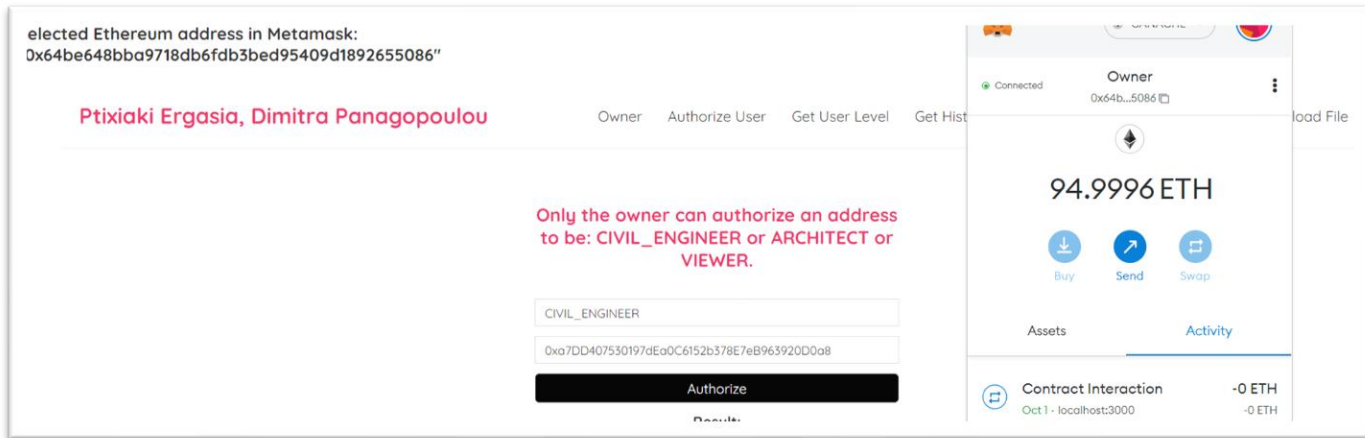 elected Ethereum address in Metamask:
0x64be648bba9718db6fdb3bed95409d1892655086"
Ptixiaki Ergasia, Dimitra Panagopoulou
Owner
Authorize User
Get User Level
Get Hist
load File
Only the owner can authorize an address
to be: CIVIL_ENGINEER or ARCHITECT or
VIEWER.
CIVIL_ENGINEER
0xa7DD407530197dEa0C6152b378E7eB963920D0a8
Authorize
Result:
GANACHE
Connected
Owner
0x64b...5086
94.9996 ETH
Buy
Send
Swap
Assets
Activity
Contract Interaction
-0 ETH
Oct 1 · localhost:3000
-0 ETH